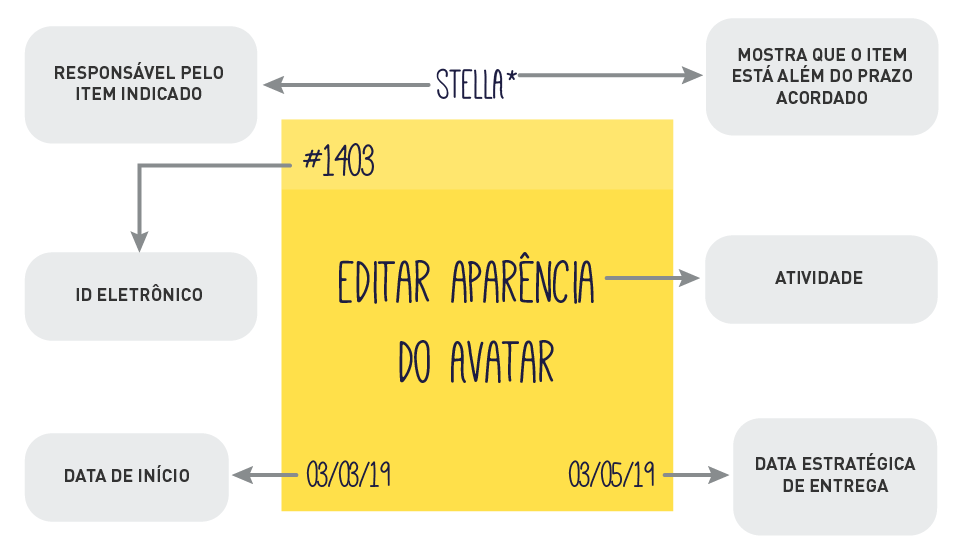 RESPONSÁVEL PELO
ITEM INDICADO
STELLA*
MOSTRA QUE O ITEM
ESTÁ ALÉM DO PRAZO
ACORDADO
#1403
ID ELETRÔNICO
EDITAR APARÊNCIA
DO AVATAR
ATIVIDADE
DATA DE INÍCIO
03/03/19
03/05/19
DATA ESTRATÉGICA
DE ENTREGA